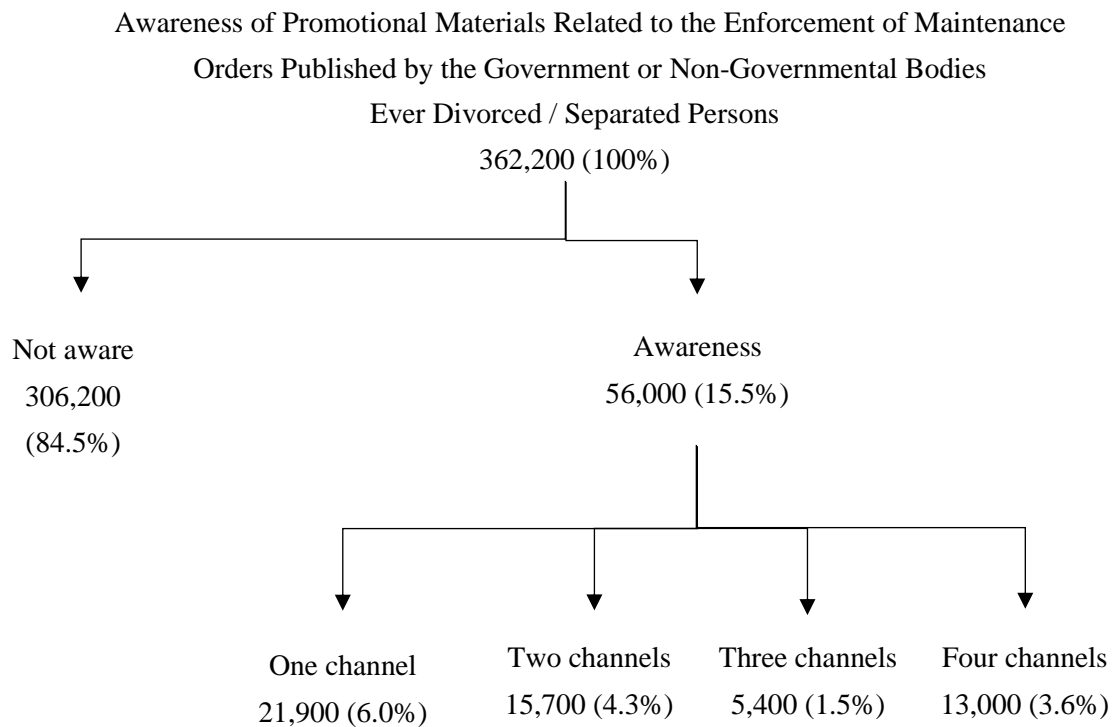 Awareness of Promotional Materials Related to the Enforcement of Maintenance
Orders Published by the Government or Non-Governmental Bodies
Ever Divorced / Separated Persons
362,200 (100%)
Not aware
306,200
(84.5%)
Awareness
56,000 (15.5%)
One channel
21,900 (6.0%)
Two channels
15,700 (4.3%)
Three channels
5,400 (1.5%)
Four channels
13,000 (3.6%)